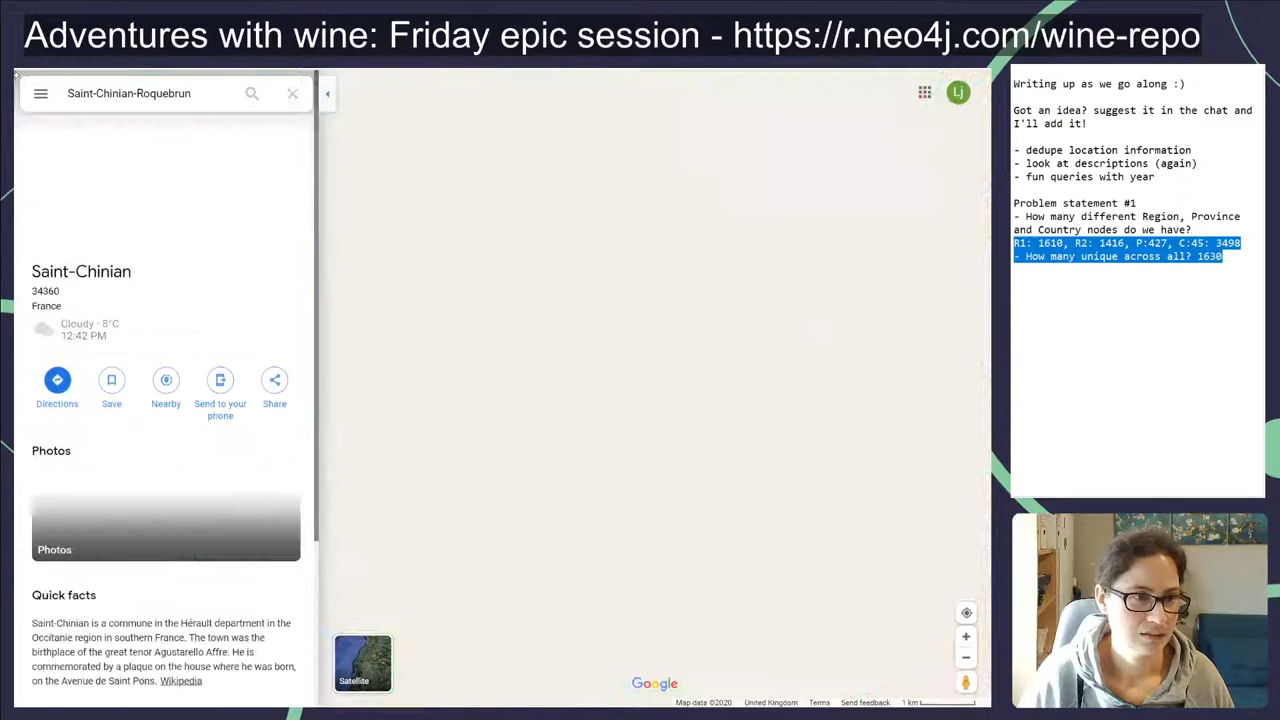 Adventures with wine: Friday epic session - https://r.neo4j.com/wine-repo
Saint-Chinian-Roquebrun
Saint-Chinian
34360
France
Cloudy · 8°C
12:42 PM
Directions
Save
Nearby
Send to your
phone
Share
Photos
Photos
Quick facts
Saint-Chinian is a commune in the Hérault department in the
Occitanie region in southern France. The town was the
birthplace of the great tenor Agustarello Affre. He is
commemorated by a plaque on the house where he was born,
on the Avenue de Saint Pons. Wikipedia
Lj
Satellite
Google
Map data ©2020 United Kingdom Terms Send feedback 1 km
Writing up as we go along :)
Got an idea? suggest it in the chat and
I'll add it!
- dedupe location information
- look at descriptions (again)
- fun queries with year
Problem statement #1
- How many different Region, Province
and Country nodes do we have?
R1: 1610, R2: 1416, P:427, C:45: 3498
- How many unique across all? 1630